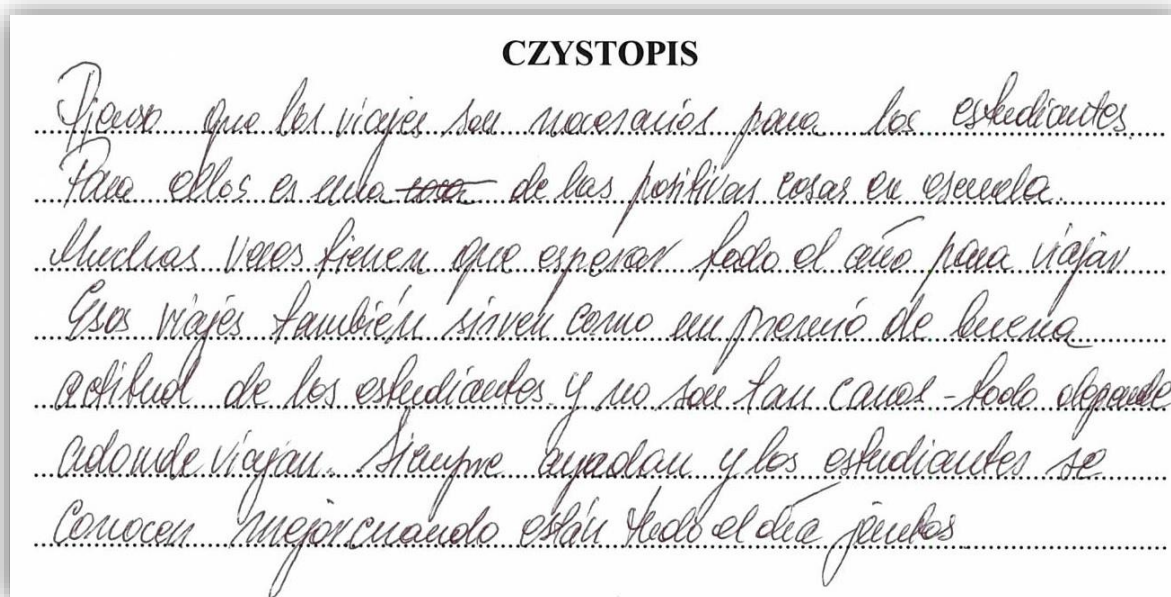 CZYSTOPIS
Pienso que los viajes son necesarios para los estudiantes.
Para ellos es una de las positivas cosas en escuela.
Muchas veces tienen que esperar todo el año para viajar
Esos viajes también sirven como un premió de buena
actitud de los estudiantes y no son tan caros - todo depende
adonde viajan. Siempre ayudan y los estudiantes se
conocen mejor cuando están todo el día juntos